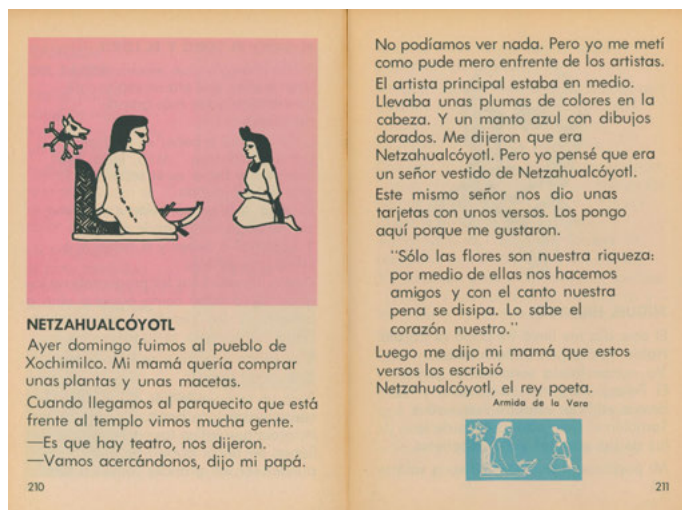 NETZAHUALCÓYOTL
Ayer domingo fuimos al pueblo de
Xochimilco. Mi mamá quería comprar
unas plantas y unas macetas.
Cuando llegamos al parquecito que está
frente al templo vimos mucha gente.
—Es que hay teatro, nos dijeron.
—Vamos acercándonos, dijo mi papá.
210
No podíamos ver nada. Pero yo me metí
como pude mero enfrente de los artistas.
El artista principal estaba en medio.
Llevaba unas plumas de colores en la
cabeza. Y un manto azul con dibujos
dorados. Me dijeron que era
Netzahualcóyotl. Pero yo pensé que era
un señor vestido de Netzahualcóyotl.
Este mismo señor nos dio unas
tarjetas con unos versos. Los pongo
aquí porque me gustaron.
"Sólo las flores son nuestra riqueza:
por medio de ellas nos hacemos
amigos y con el canto nuestra
pena se disipa. Lo sabe el
corazón nuestro."
Luego me dijo mi mamá que estos
versos los escribió
Netzahualcóyotl, el rey poeta.
Armida de la Vara
211